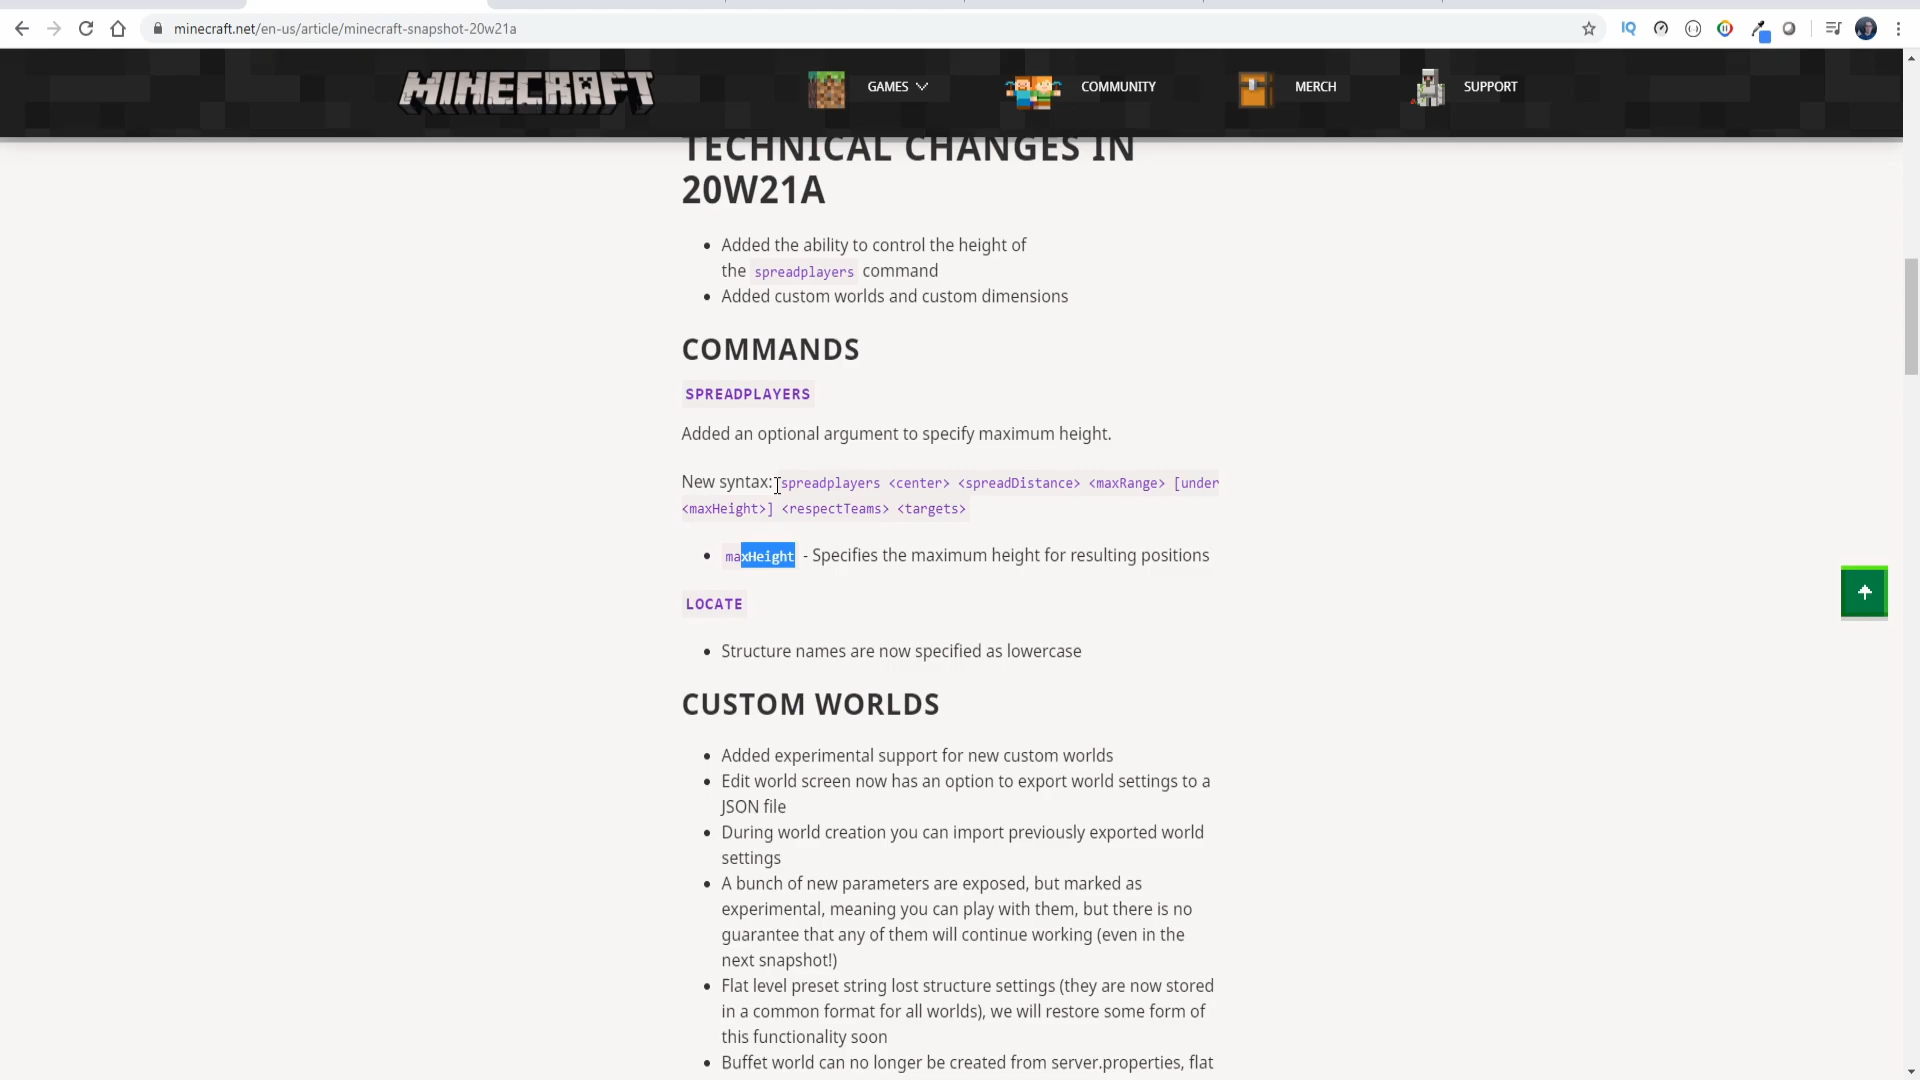 minecraft.net/en-us/article/minecraft-snapshot-20w21a
IQ
MINECRAFT
GAMES
COMMUNITY
MERCH
SUPPORT
TECHNICAL CHANGES IN
20W21A
• Added the ability to control the height of
the spreadplayers command
• Added custom worlds and custom dimensions
COMMANDS
SPREADPLAYERS
Added an optional argument to specify maximum height.
New syntax: spreadplayers <center> <spreadDistance> <maxRange> [under
<maxHeight>] <respectTeams> <targets>
• maxHeight - Specifies the maximum height for resulting positions
LOCATE
• Structure names are now specified as lowercase
CUSTOM WORLDS
• Added experimental support for new custom worlds
• Edit world screen now has an option to export world settings to a
JSON file
• During world creation you can import previously exported world
settings
• A bunch of new parameters are exposed, but marked as
experimental, meaning you can play with them, but there is no
guarantee that any of them will continue working (even in the
next snapshot!)
• Flat level preset string lost structure settings (they are now stored
in a common format for all worlds), we will restore some form of
this functionality soon
• Buffet world can no longer be created from server.properties, flat